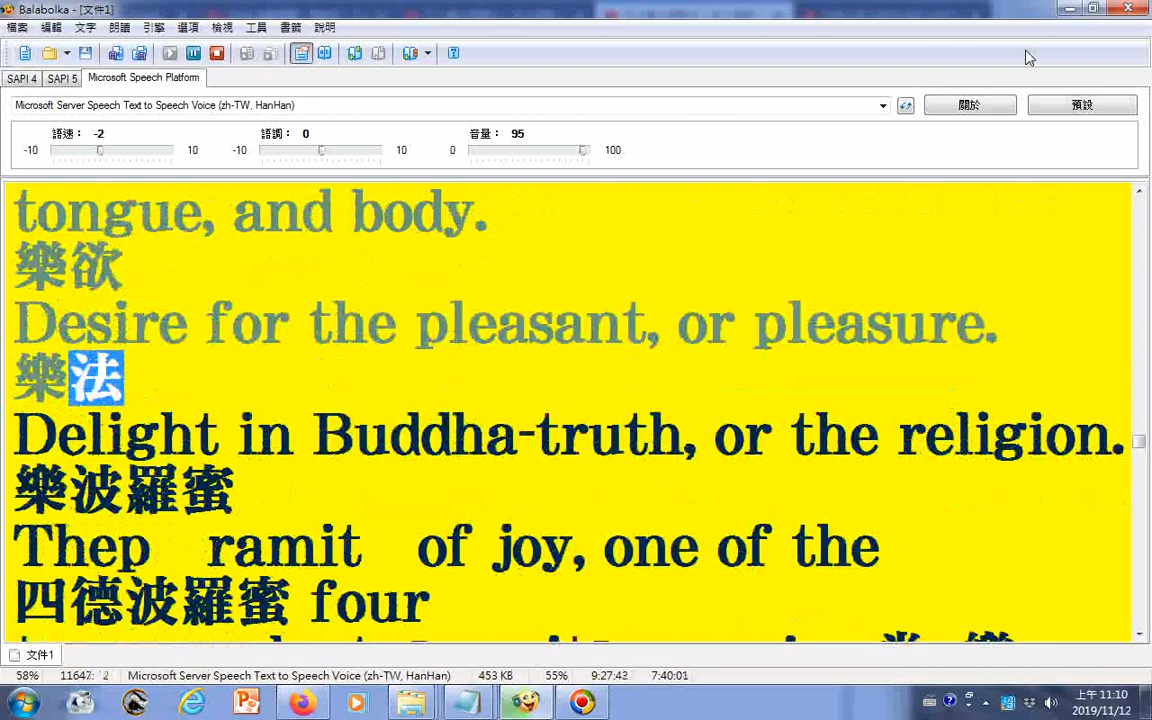 Balabolka - [文件1]
檔案 編輯 文字 朗讀 引擎 選項 檢視 工具 書籤 說明
SAPI 4 SAPI 5 Microsoft Speech Platform
Microsoft Server Speech Text to Speech Voice (zh-TW, HanHan) 關於 預設
語速： -2 語調： 0 音量： 95
-10 10 -10 10 0 100
tongue, and body.
樂欲
Desire for the pleasant, or pleasure.
樂法
Delight in Buddha-truth, or the religion.
樂波羅蜜
Thep ramit of joy, one of the
四德波羅蜜 four
文件1
58% Microsoft Server Speech Text to Speech Voice (zh-TW, HanHan) 453 KB 55% 9:27:42 7:40:01
上午 11:10
2019/11/12